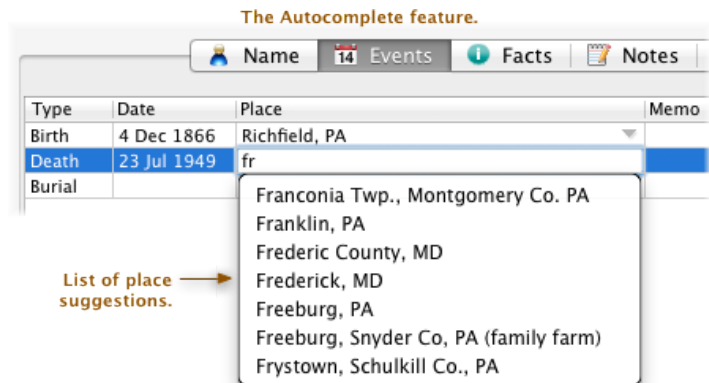 The Autocomplete feature.
Name 14 Events i Facts Notes
Type Date Place Memo
Birth 4 Dec 1866 Richfield, PA
Death 23 Jul 1949 fr
Burial
Franconia Twp., Montgomery Co. PA
Franklin, PA
Frederic County, MD
Frederick, MD
Freeburg, PA
Freeburg, Snyder Co, PA (family farm)
Frystown, Schulkill Co., PA
List of place
suggestions.